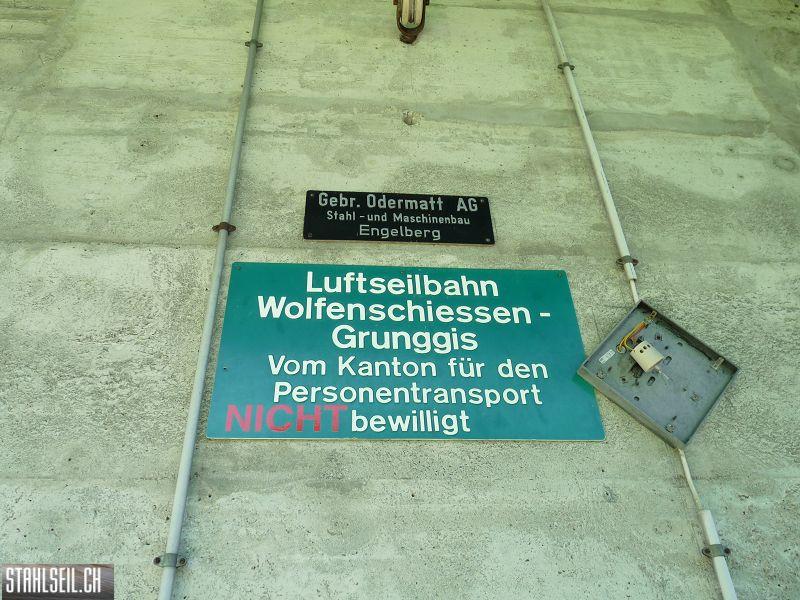 Gebr. Odermatt AG
Stahl-und Maschinenbau
Engelberg
Luftseilbahn
Wolfenschiessen-
Grunggis
Vom Kanton für den
Personentransport
NICHT bewilligt
STAHLSEIL.CH